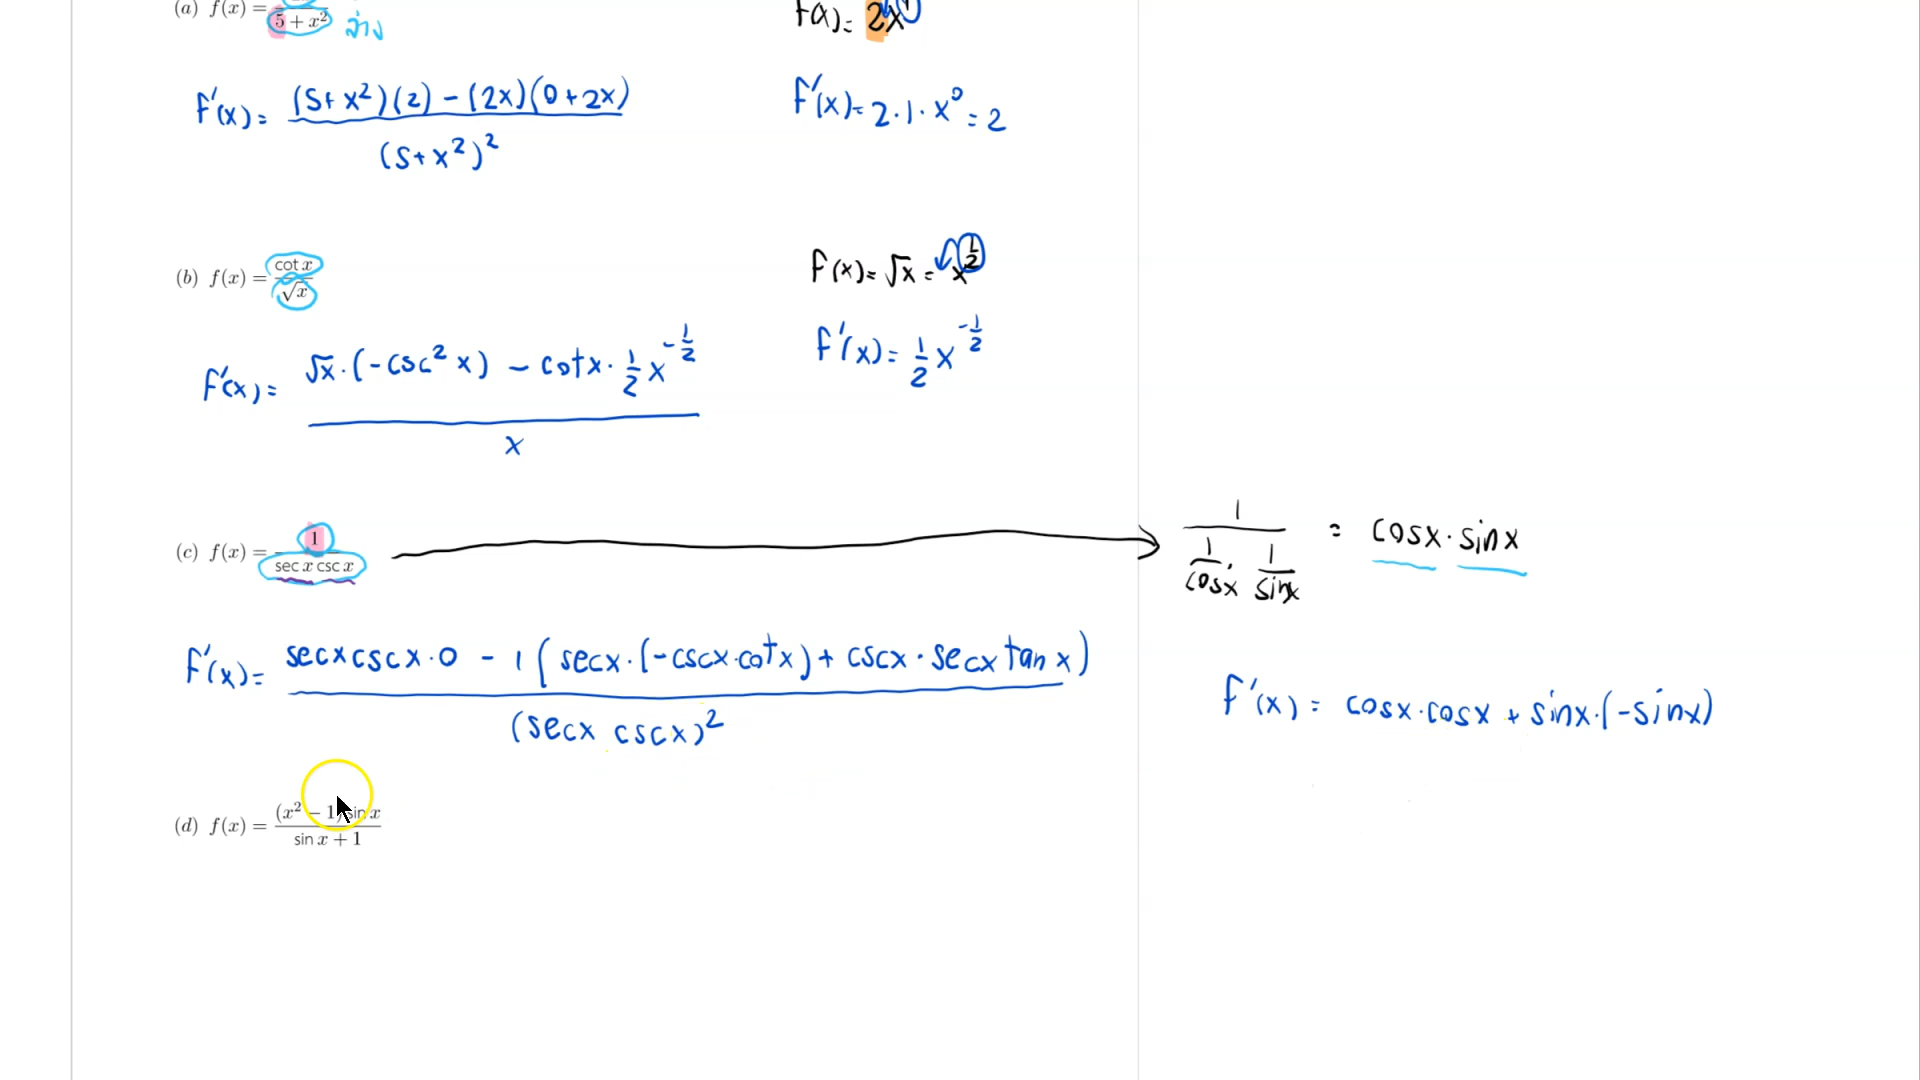 (a) f(x) = 5 + x² ล่าง
f(x) = 2x¹
f'(x) = (5+x²)(2) - (2x)(0+2x) / (5+x²)²
f'(x) = 2·1·x⁰ = 2
(b) f(x) = cot x / √x
f(x) = √x = x^(1/2)
f'(x) = √x·(-csc² x) - cotx·½x^(-1/2) / x
f'(x) = ½ x^(-1/2)
(c) f(x) = 1 / sec x csc x
1 / (1/cosx · 1/sinx) = cosx·sinx
f'(x) = secxcscx·0 - 1(secx·(-cscx·cotx)+cscx·secx tan x) / (secx cscx)²
f'(x) = cosx·cosx + sinx·(-sinx)
(d) f(x) = (x² − 1) sin x / sin x + 1